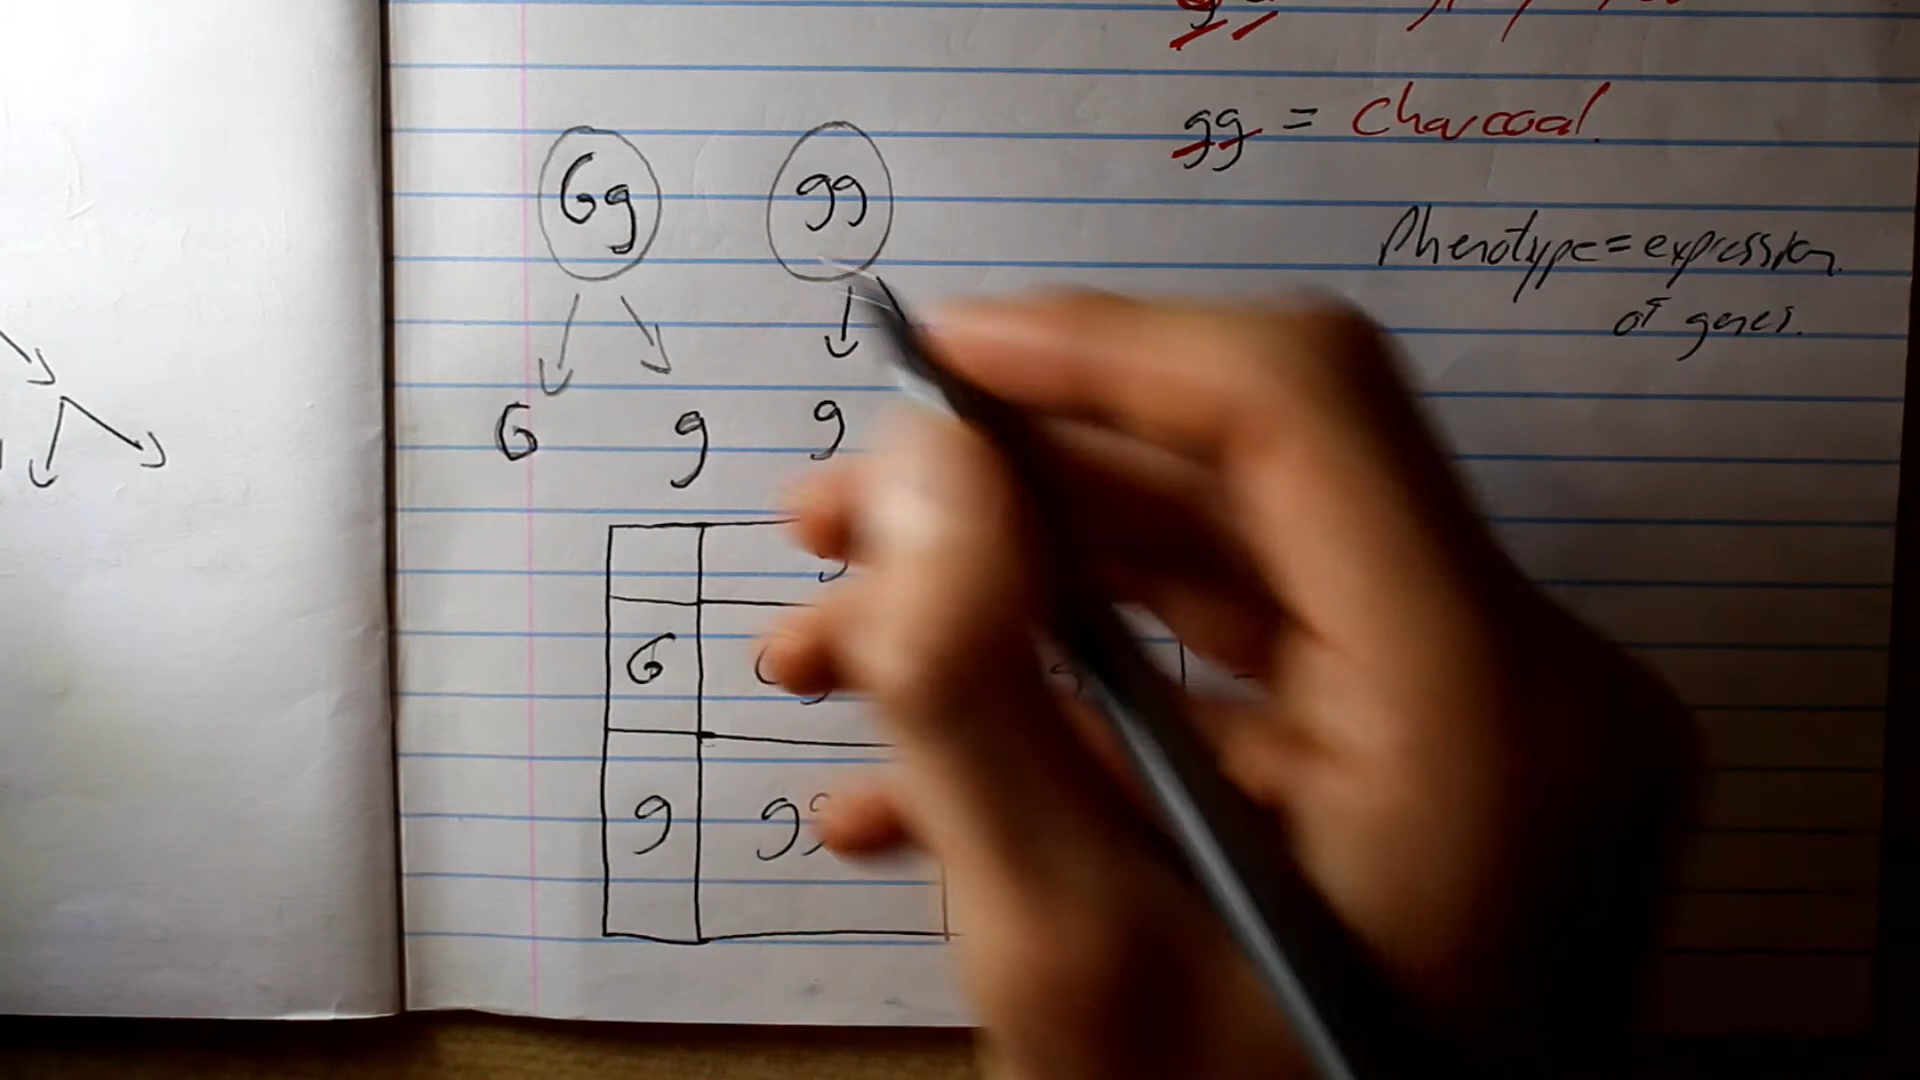 gg = Charcoal.
Gg gg
Phenotype = expression
of genes.
G g g
g
G
g gg